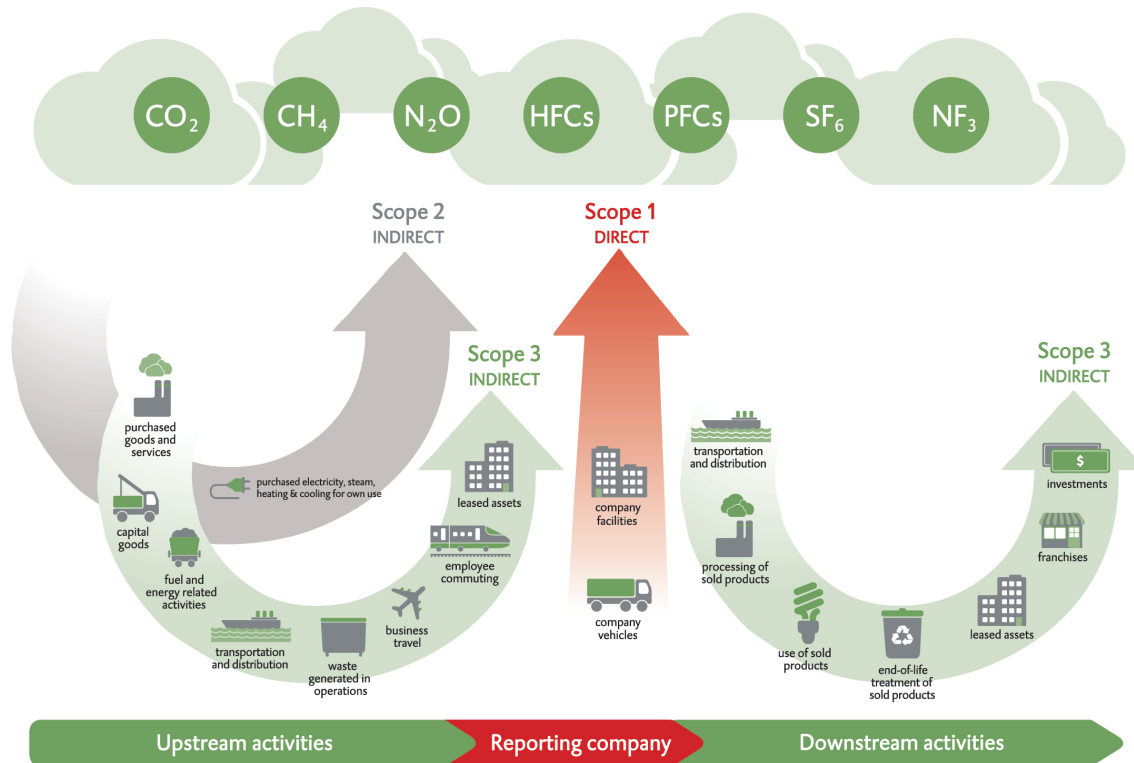 CO₂
CH₄
N₂O
HFCs
PFCs
SF₆
NF₃
Scope 2
INDIRECT
Scope 1
DIRECT
Scope 3
INDIRECT
Scope 3
INDIRECT
purchased
goods and
services
capital
goods
fuel and
energy related
activities
purchased electricity, steam,
heating & cooling for own use
transportation
and distribution
waste
generated in
operations
business
travel
employee
commuting
leased assets
company
facilities
company
vehicles
transportation
and distribution
processing of
sold products
use of sold
products
end-of-life
treatment of
sold products
leased assets
franchises
$
investments
Upstream activities
Reporting company
Downstream activities